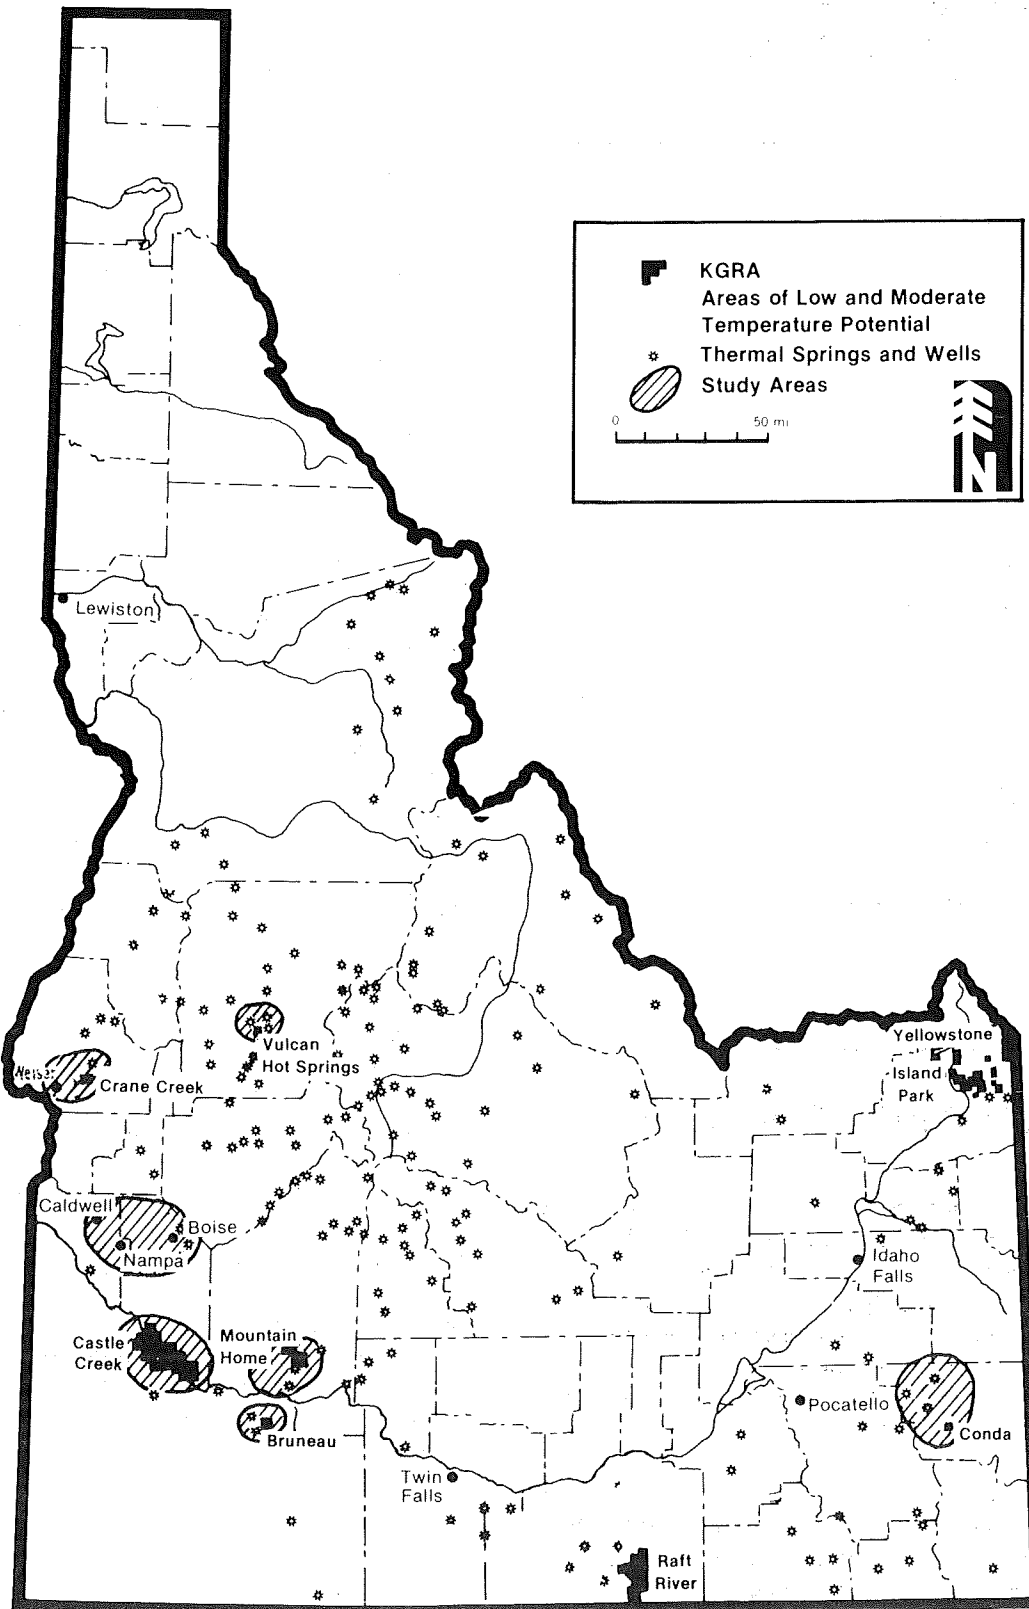 KGRA
Areas of Low and Moderate
Temperature Potential
Thermal Springs and Wells
Study Areas
0 50 mi
N
Lewiston
Vulcan
Hot Springs
Weiser
Crane Creek
Yellowstone
Island
Park
Caldwell
Boise
Nampa
Idaho
Falls
Castle
Creek
Mountain
Home
Bruneau
Pocatello
Conda
Twin
Falls
Raft
River